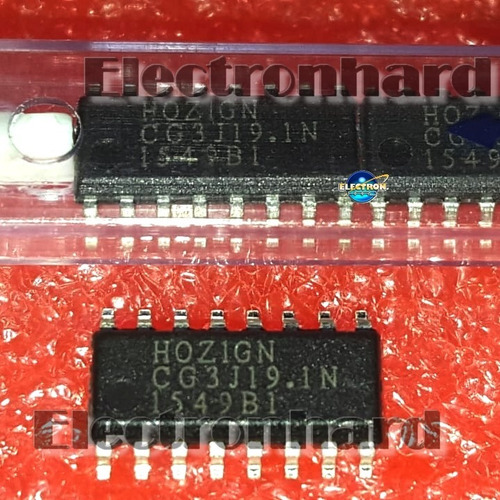 Electronhard
HOZIGN
CG3J19.1N
1549B1
HOZ
CG
1549
ELECTRON
HOZIGN
CG3J19.1N
1549B1
Electronhard